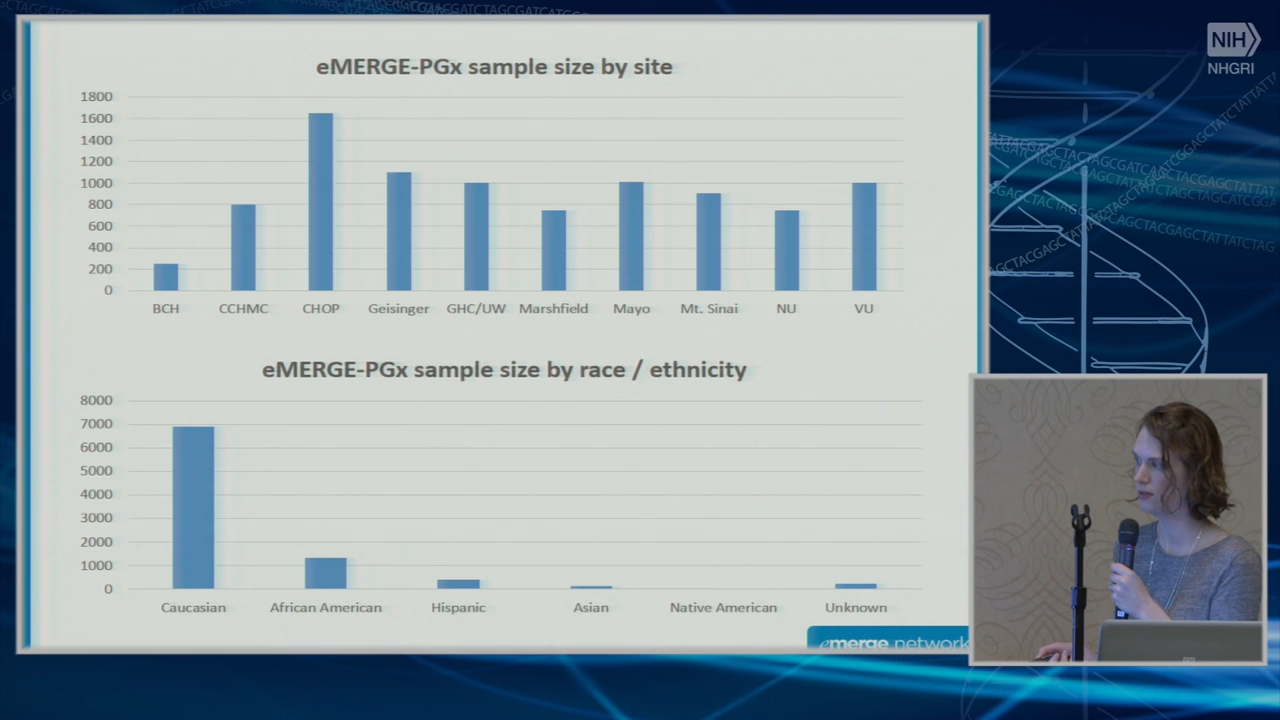 NIH
NHGRI
eMERGE-PGx sample size by site
1800
1600
1400
1200
1000
800
600
400
200
0
BCH CCHMC CHOP Geisinger GHC/UW Marshfield Mayo Mt. Sinai NU VU
eMERGE-PGx sample size by race / ethnicity
8000
7000
6000
5000
4000
3000
2000
1000
0
Caucasian African American Hispanic Asian Native American Unknown
emerge network